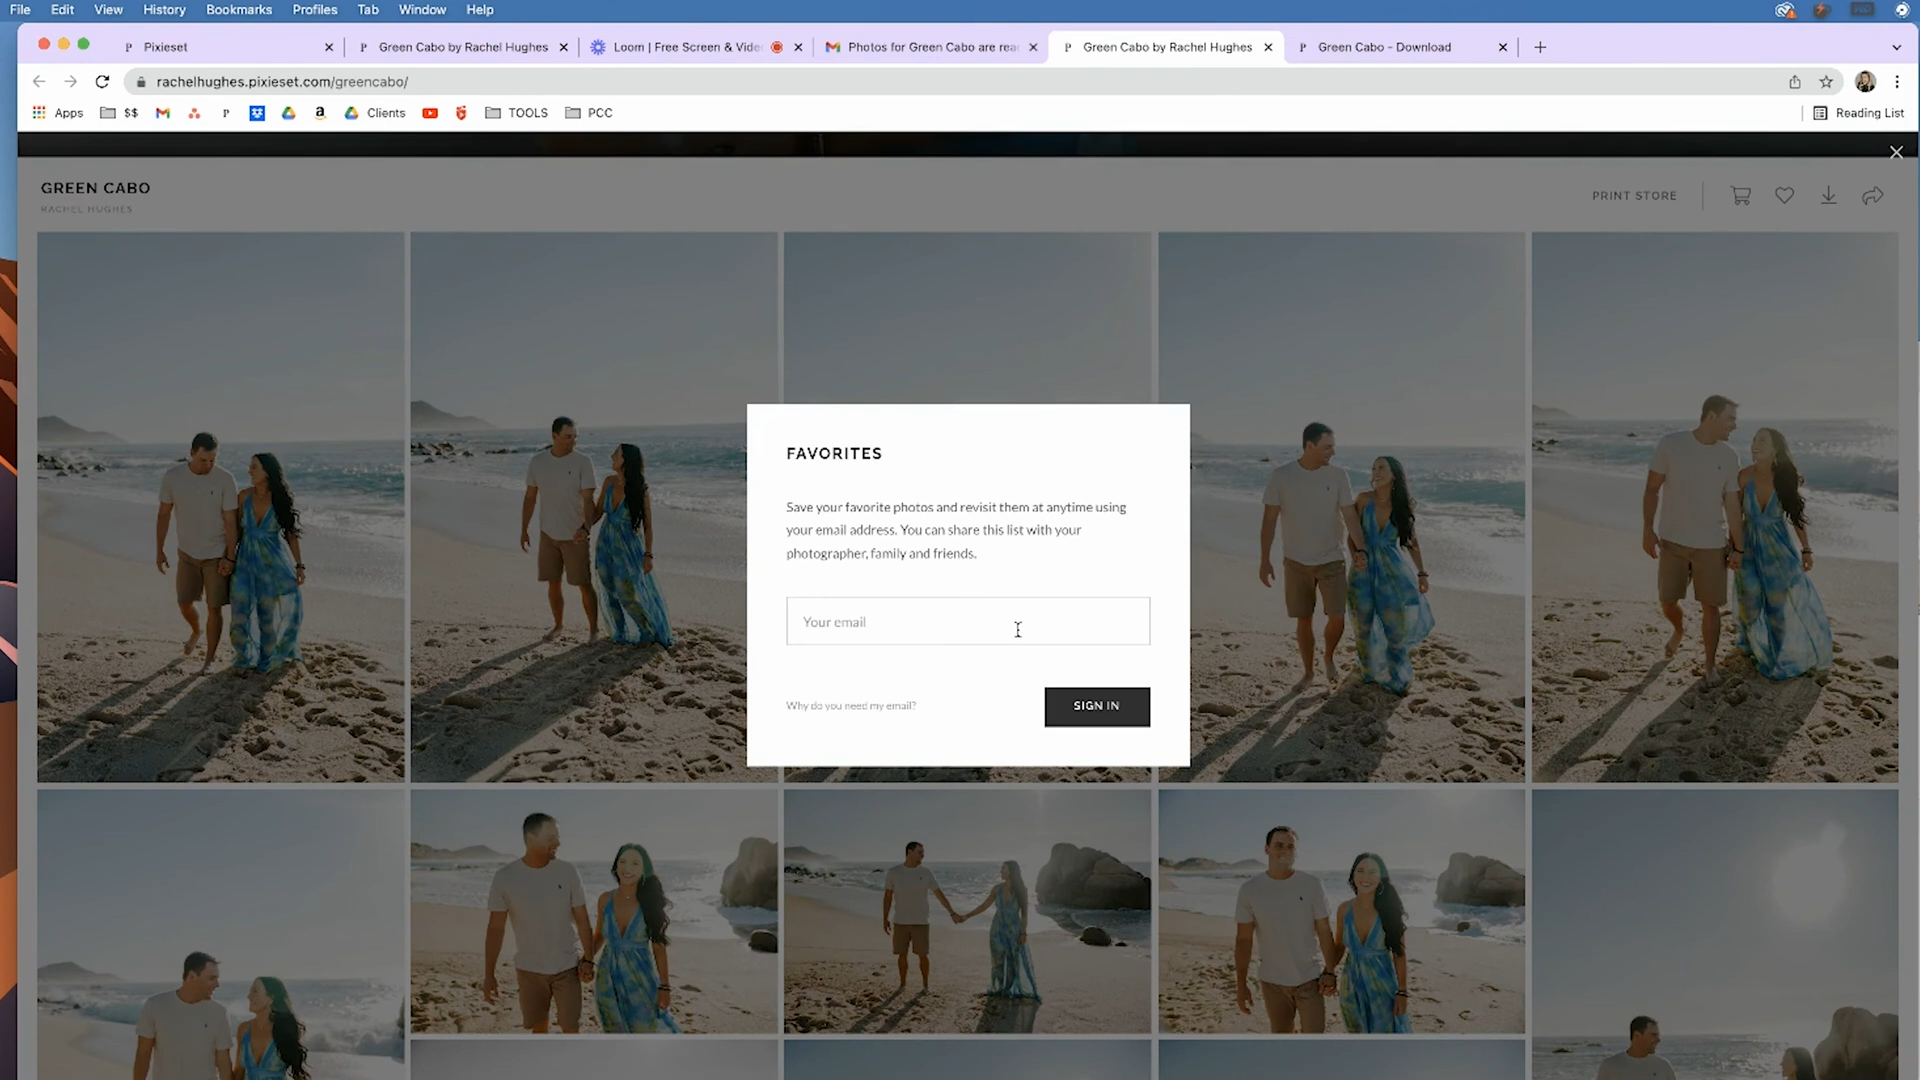 File Edit View History Bookmarks Profiles Tab Window Help
Pixieset
Green Cabo by Rachel Hughes
Loom | Free Screen & Vide
Photos for Green Cabo are rea
Green Cabo by Rachel Hughes
Green Cabo - Download
rachelhughes.pixieset.com/greencabo/
Apps $$ Clients TOOLS PCC Reading List
GREEN CABO
RACHEL HUGHES
PRINT STORE
FAVORITES
Save your favorite photos and revisit them at anytime using
your email address. You can share this list with your
photographer, family and friends.
Your email
Why do you need my email?
SIGN IN